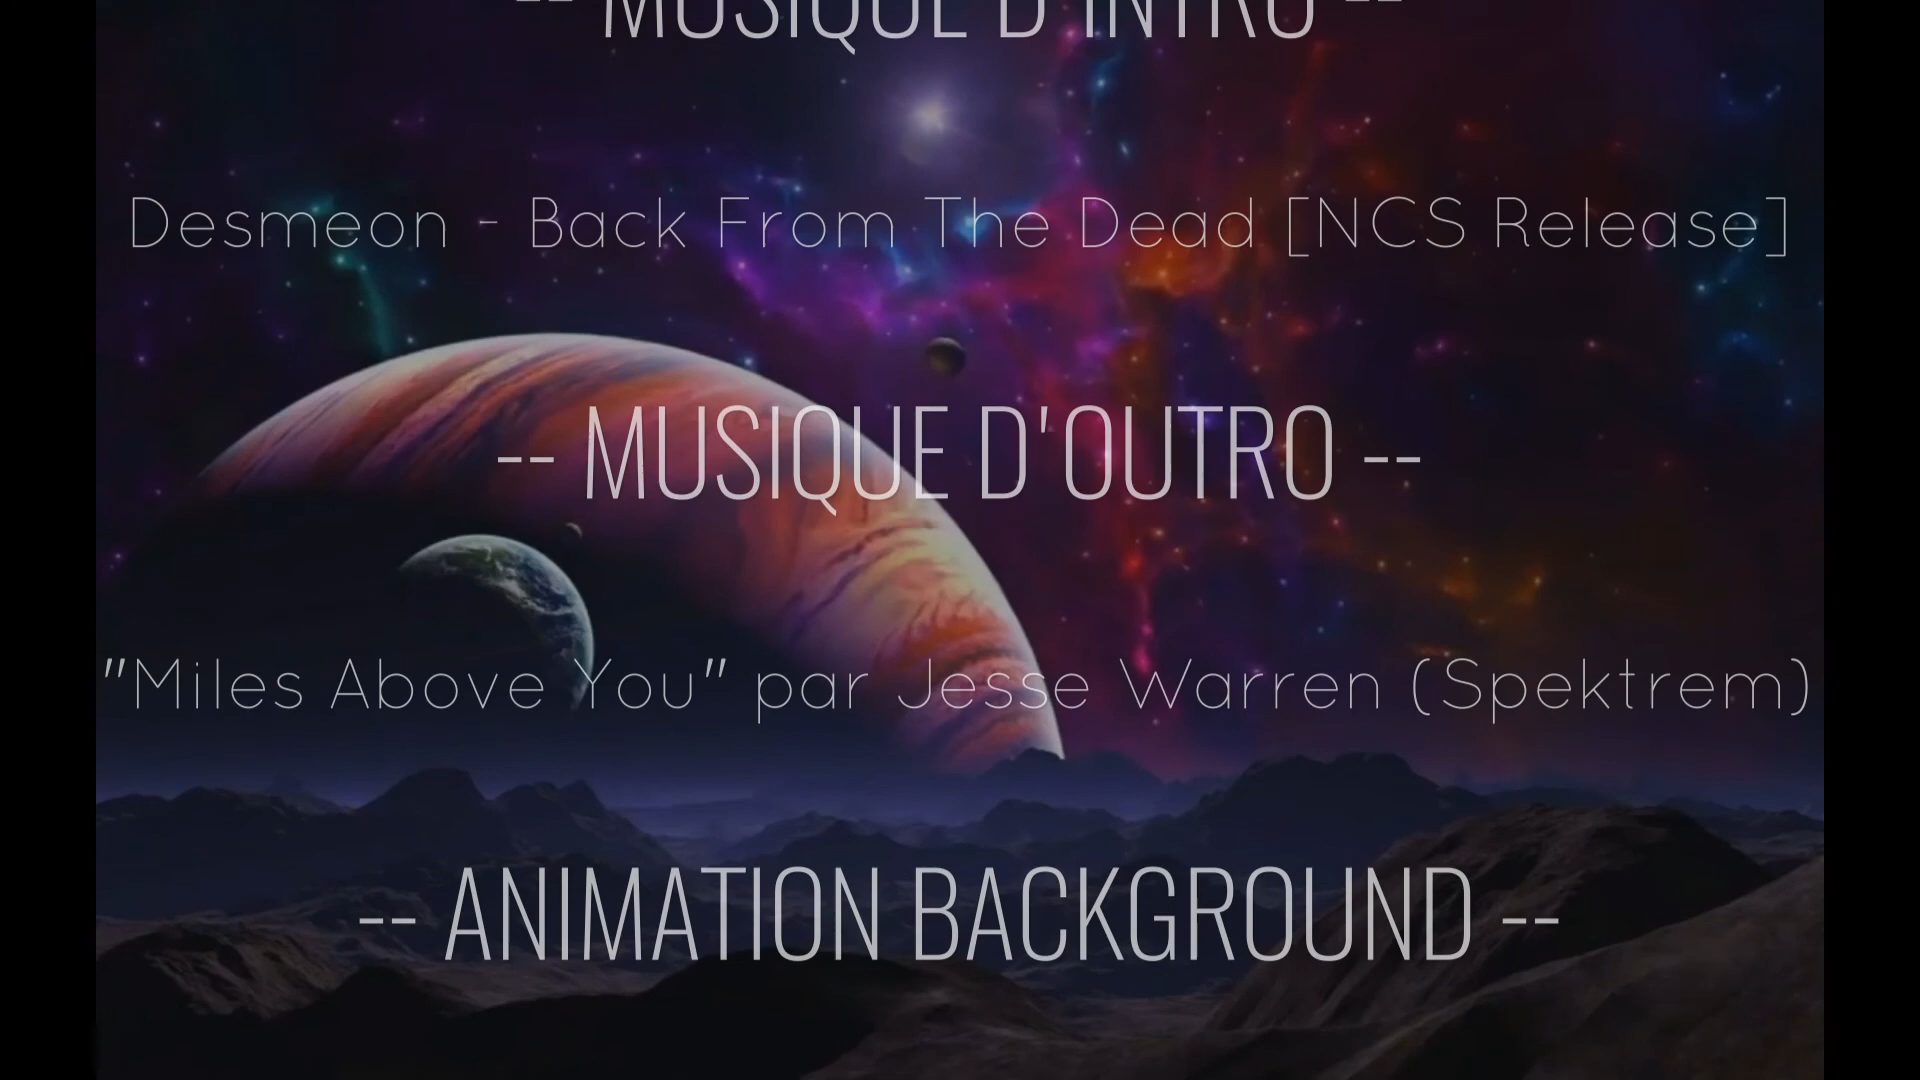 -- MUSIQUE D'INTRO --
Desmeon - Back From The Dead [NCS Release]
-- MUSIQUE D'OUTRO --
"Miles Above You" par Jesse Warren (Spektrem)
-- ANIMATION BACKGROUND --